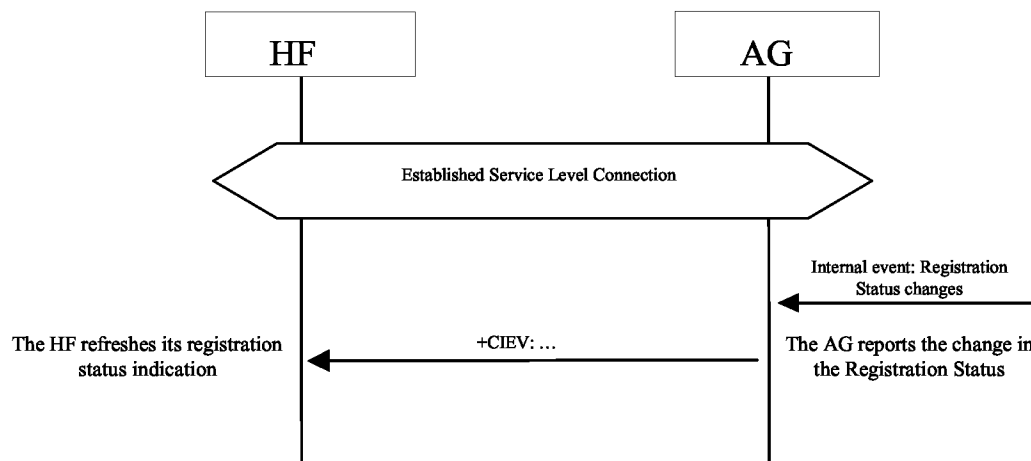 HF
AG
Established Service Level Connection
Internal event: Registration
Status changes
The HF refreshes its registration
status indication
+CIEV: …
The AG reports the change in
the Registration Status